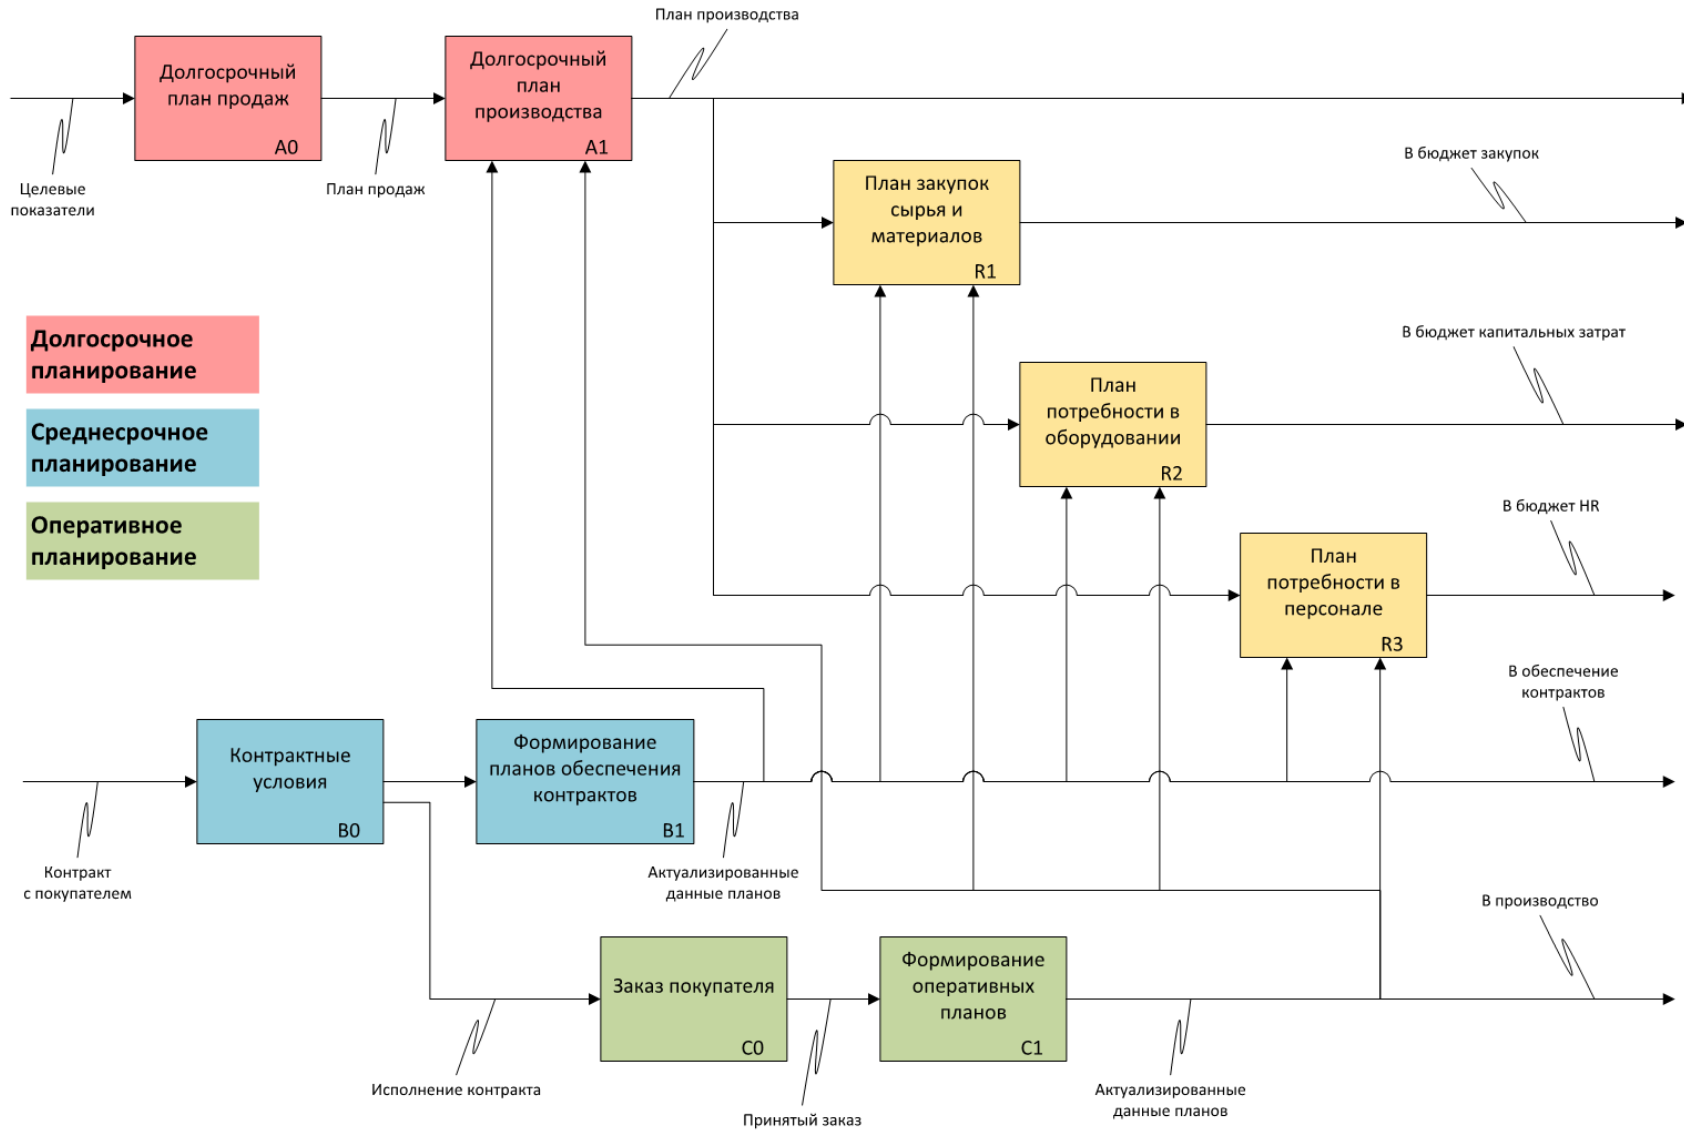 План производства
Долгосрочный
план продаж
A0
Долгосрочный
план
производства
A1
Целевые
показатели
План продаж
План закупок
сырья и
материалов
R1
В бюджет закупок
Долгосрочное
планирование
Среднесрочное
планирование
Оперативное
планирование
План
потребности в
оборудовании
R2
В бюджет капитальных затрат
План
потребности в
персонале
R3
В бюджет HR
В обеспечение
контрактов
Контрактные
условия
B0
Формирование
планов обеспечения
контрактов
B1
Контракт
с покупателем
Актуализированные
данные планов
В производство
Заказ покупателя
C0
Формирование
оперативных
планов
C1
Исполнение контракта
Принятый заказ
Актуализированные
данные планов